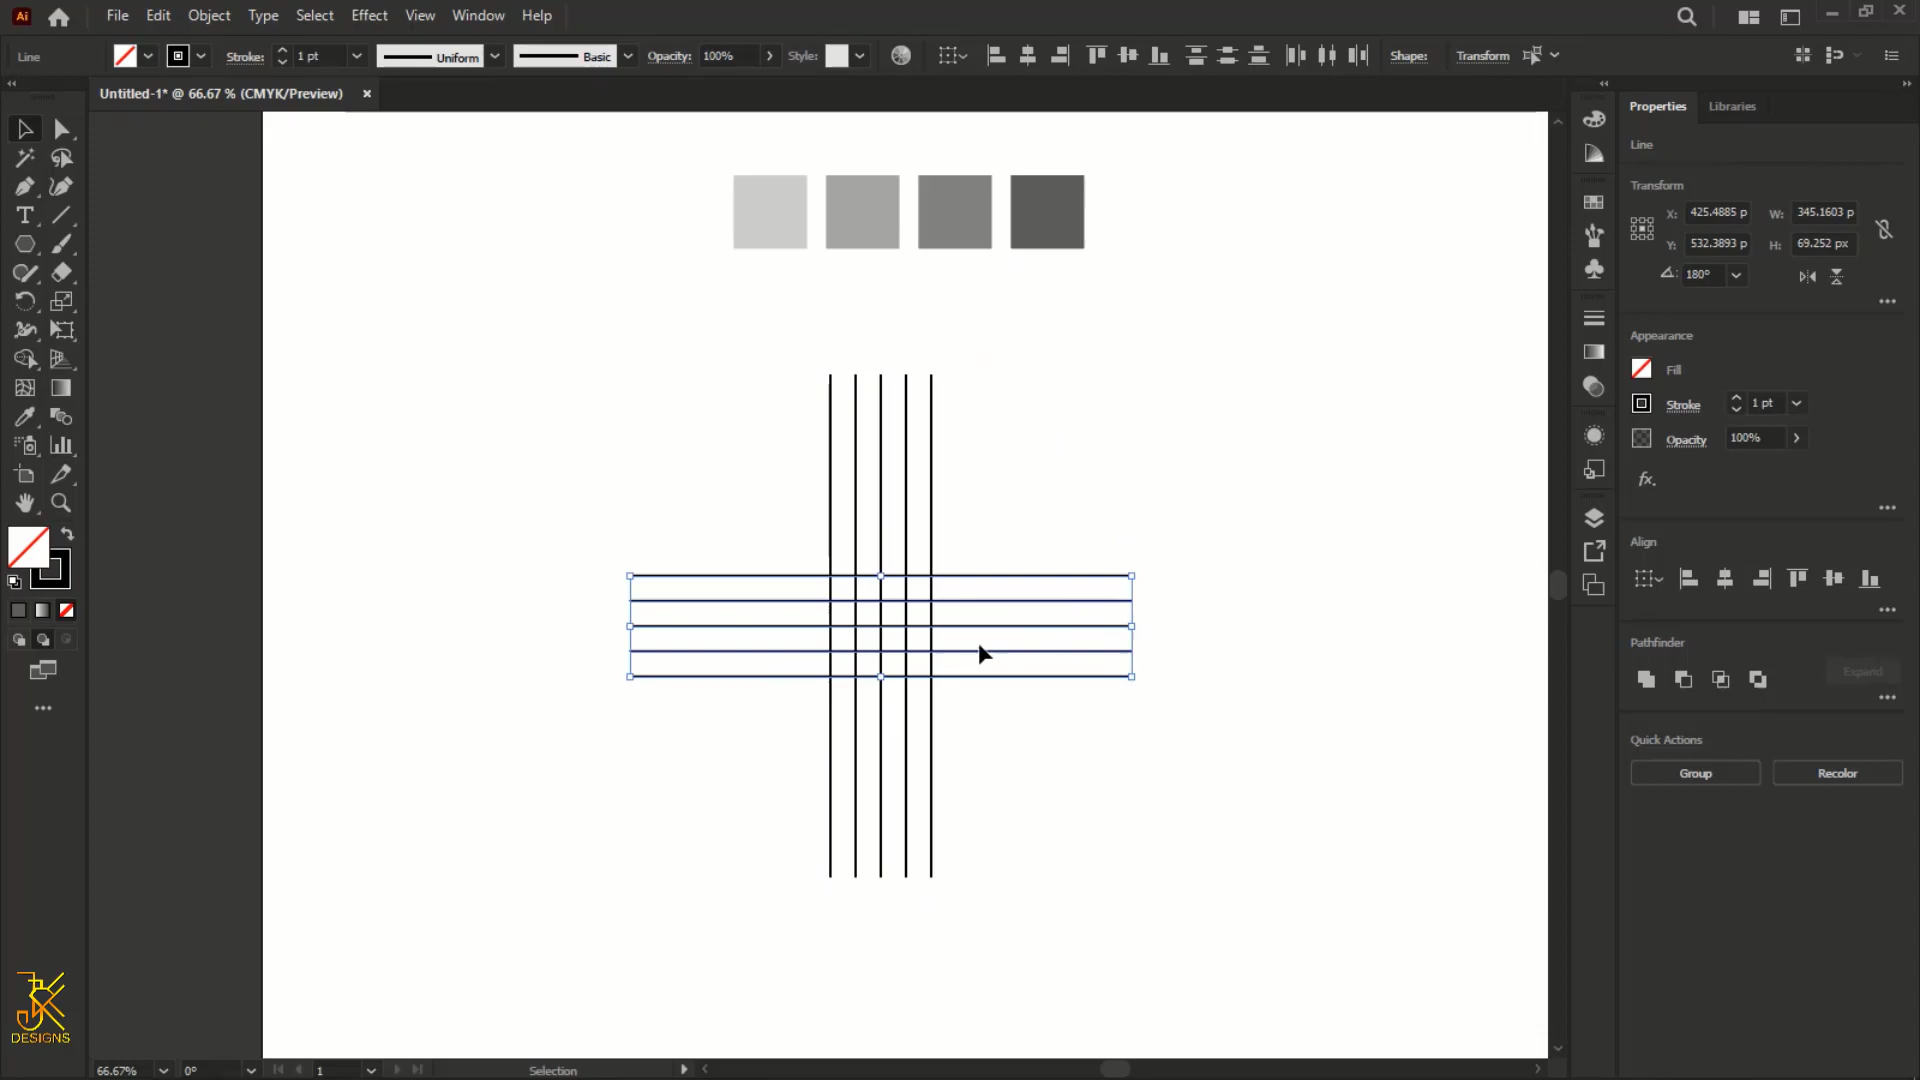 Ai File Edit Object Type Select Effect View Window Help
Line Stroke: 1 pt Uniform Basic Opacity: 100% Style: Shape: Transform
Untitled-1* @ 66.67 % (CMYK/Preview) ×
Properties Libraries
Line
Transform
X: 425.4885 p W: 345.1603 p
Y: 532.3893 p H: 69.252 px
180°
Appearance
Fill
Stroke 1 pt
Opacity 100%
fx.
Align
Pathfinder
Expand
Quick Actions
Group Recolor
JK
DESIGNS
66.67% 0° 1 Selection